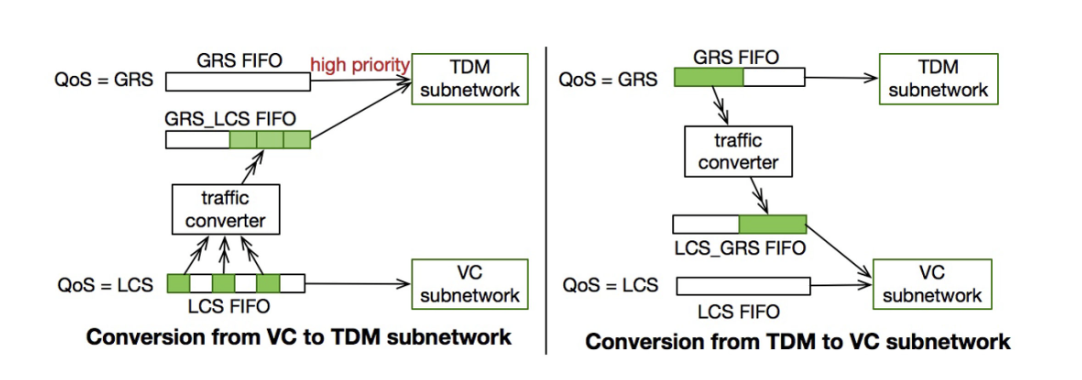 GRS FIFO
QoS = GRS
high priority
TDM
subnetwork
GRS_LCS FIFO
traffic
converter
QoS = LCS
LCS FIFO
VC
subnetwork
Conversion from VC to TDM subnetwork
GRS FIFO
QoS = GRS
TDM
subnetwork
traffic
converter
LCS_GRS FIFO
QoS = LCS
LCS FIFO
VC
subnetwork
Conversion from TDM to VC subnetwork